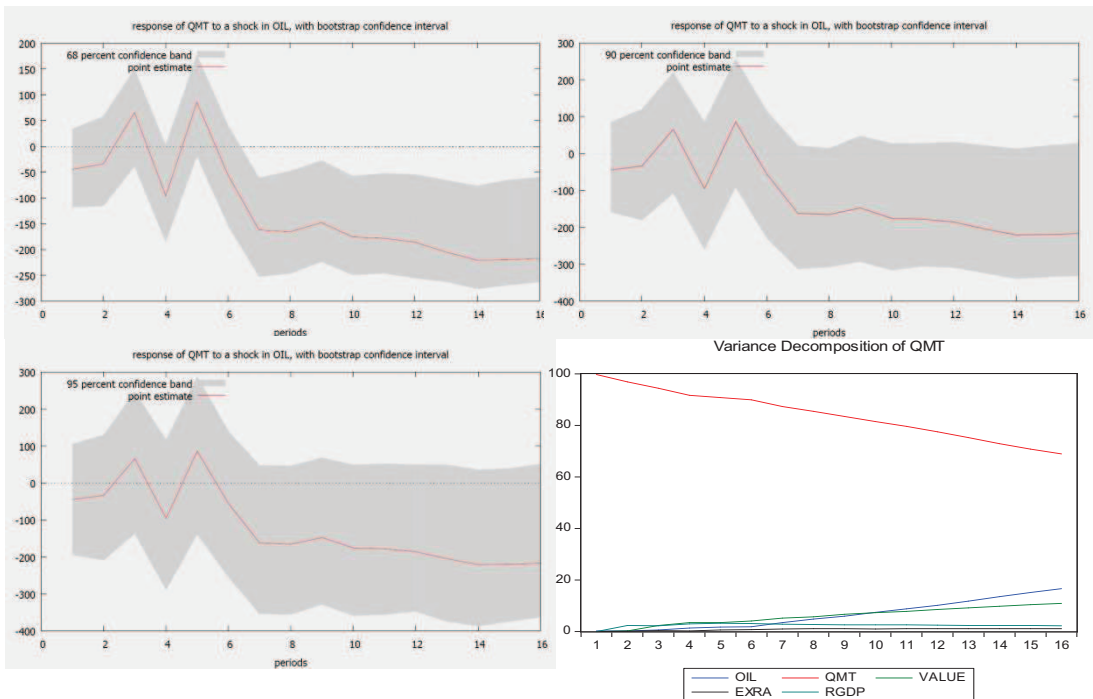 response of QMT to a shock in OIL, with bootstrap confidence interval
200
150
100
50
0
-50
-100
-150
-200
-250
-300
68 percent confidence band
point estimate
0 2 4 6 8 10 12 14 16
periods
response of QMT to a shock in OIL, with bootstrap confidence interval
300
200
100
0
-100
-200
-300
-400
90 percent confidence band
point estimate
0 2 4 6 8 10 12 14 16
periods
response of QMT to a shock in OIL, with bootstrap confidence interval
300
200
100
0
-100
-200
-300
-400
95 percent confidence band
point estimate
0 2 4 6 8 10 12 14 16
periods
Variance Decomposition of QMT
100
80
60
40
20
0
1 2 3 4 5 6 7 8 9 10 11 12 13 14 15 16
OIL QMT VALUE
EXRA RGDP